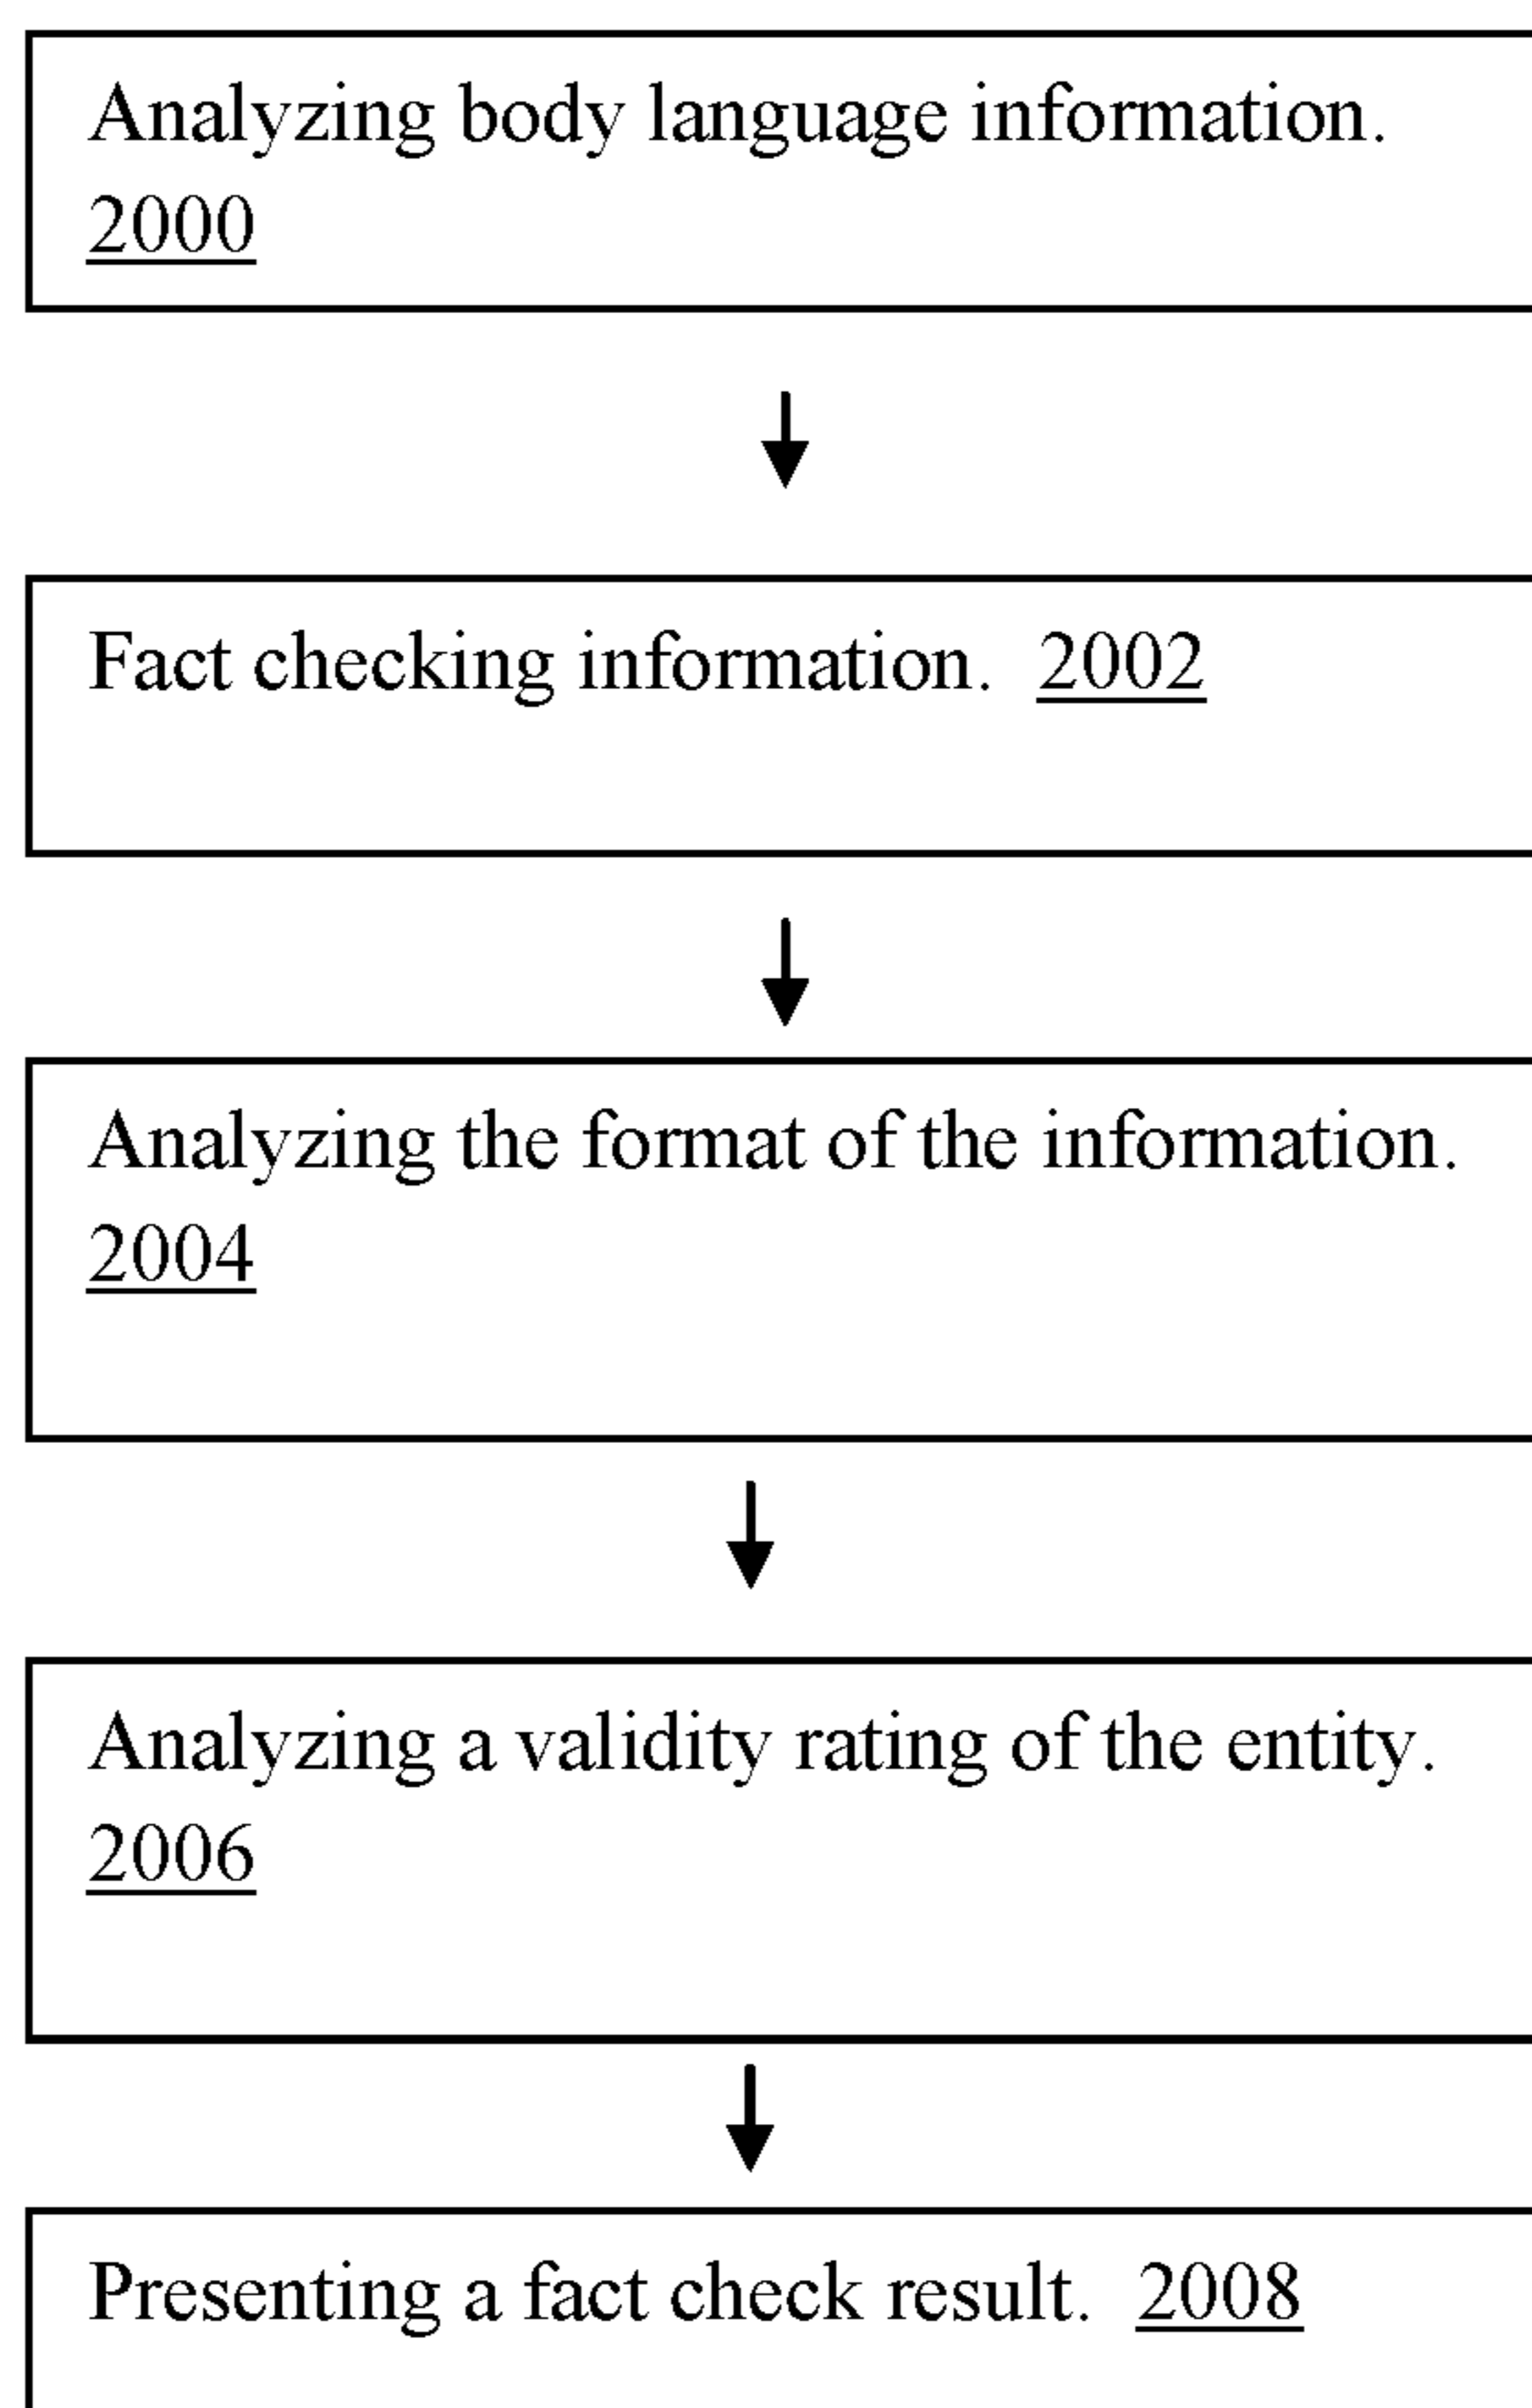 Analyzing body language information.
2000
Fact checking information. 2002
Analyzing the format of the information.
2004
Analyzing a validity rating of the entity.
2006
Presenting a fact check result. 2008